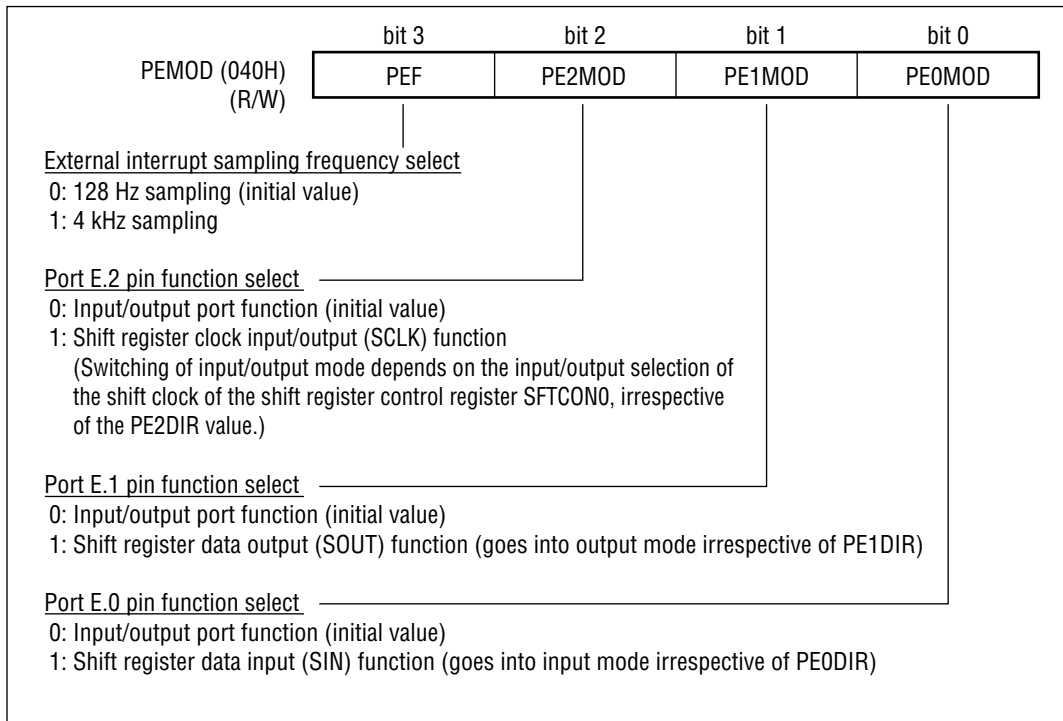 bit 3 bit 2 bit 1 bit 0
PEMOD (040H) PEF PE2MOD PE1MOD PE0MOD
(R/W)
External interrupt sampling frequency select
0: 128 Hz sampling (initial value)
1: 4 kHz sampling
Port E.2 pin function select
0: Input/output port function (initial value)
1: Shift register clock input/output (SCLK) function
(Switching of input/output mode depends on the input/output selection of
the shift clock of the shift register control register SFTCON0, irrespective
of the PE2DIR value.)
Port E.1 pin function select
0: Input/output port function (initial value)
1: Shift register data output (SOUT) function (goes into output mode irrespective of PE1DIR)
Port E.0 pin function select
0: Input/output port function (initial value)
1: Shift register data input (SIN) function (goes into input mode irrespective of PE0DIR)